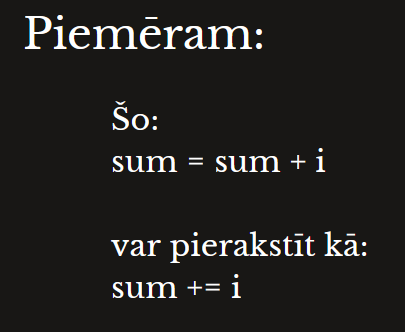 Piemēram:
Šo:
sum = sum + i
var pierakstīt kā:
sum += i